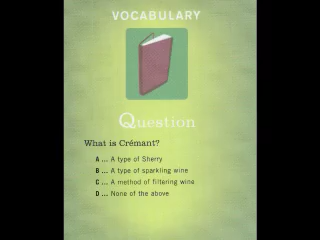 VOCABULARY
Question
What is Crémant?
A ... A type of Sherry
B ... A type of sparkling wine
C ... A method of filtering wine
D ... None of the above